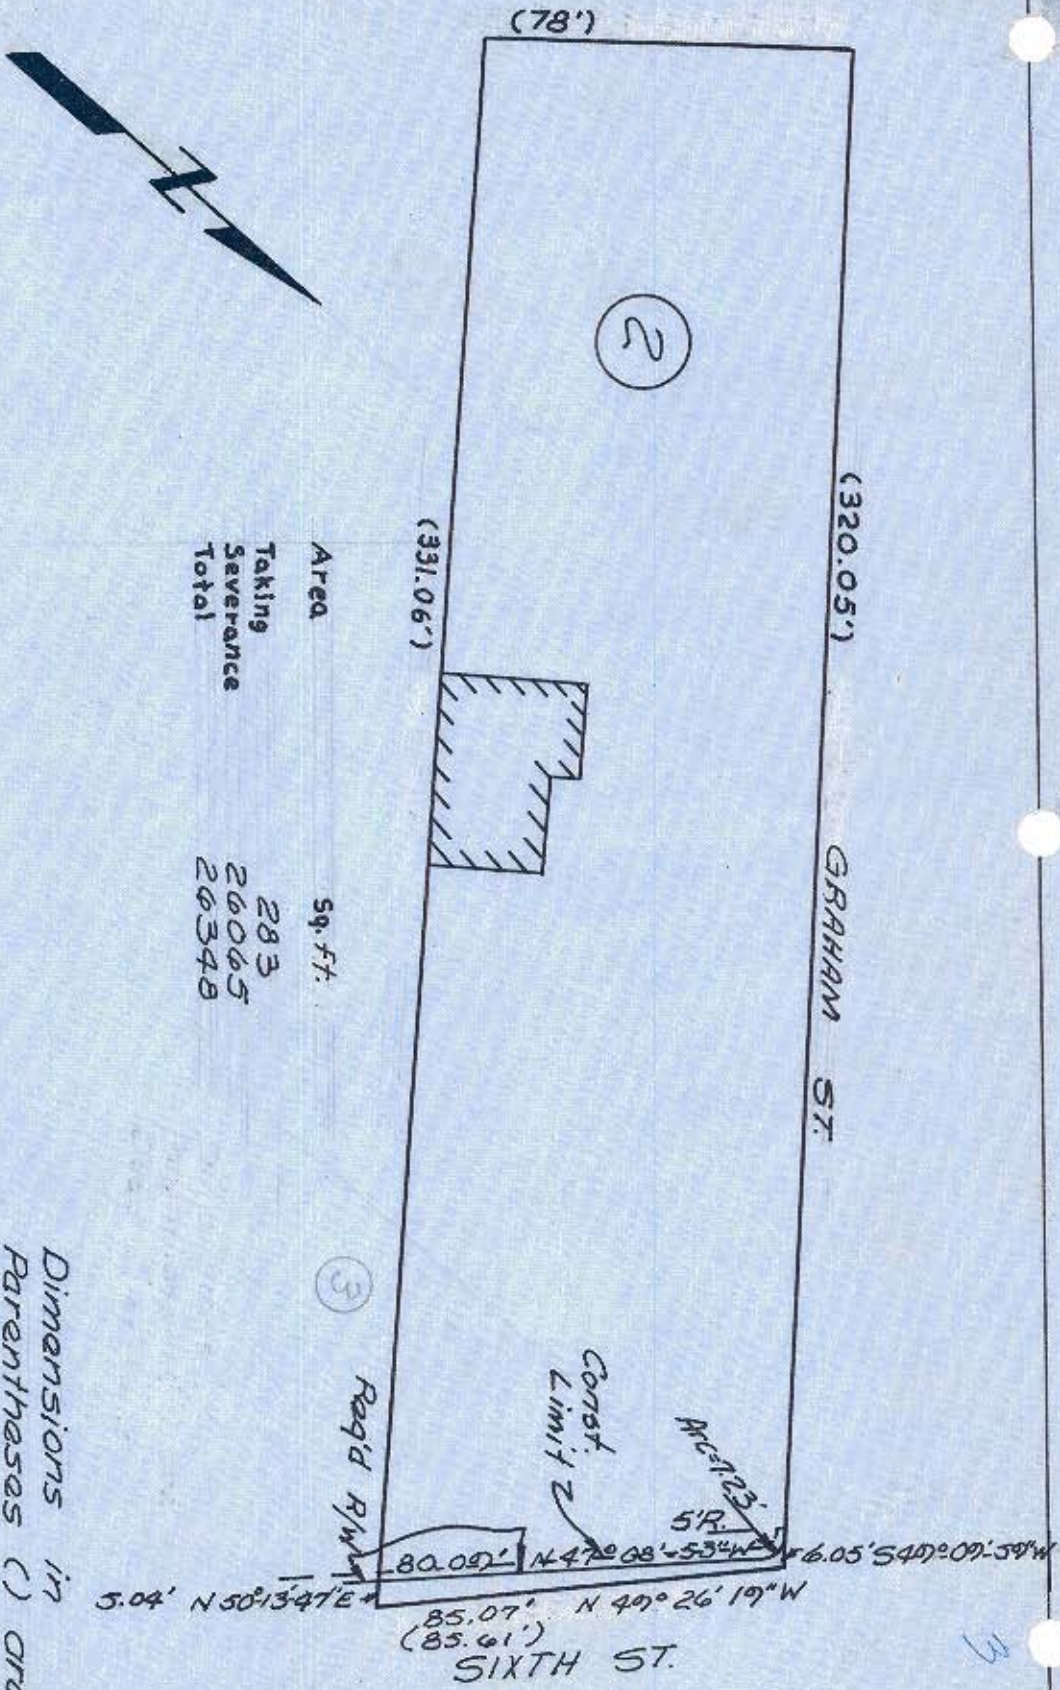 (78')
2
(320.05')
GRAHAM ST.
(331.06')
Area Sq. ft.
Taking 283
Severance 26065
Total 26348
3
Req'd R/W
Const.
Limit
Arc=7.23'
5'R.
80.09' N 47° 08'-53" W
6.05' S 49° 09'-59" W
5.04' N 50°-13'-47" E
85.07' N 49° 26' 19" W
(85.61')
SIXTH ST.
Dimensions in
Parentheses () are
3